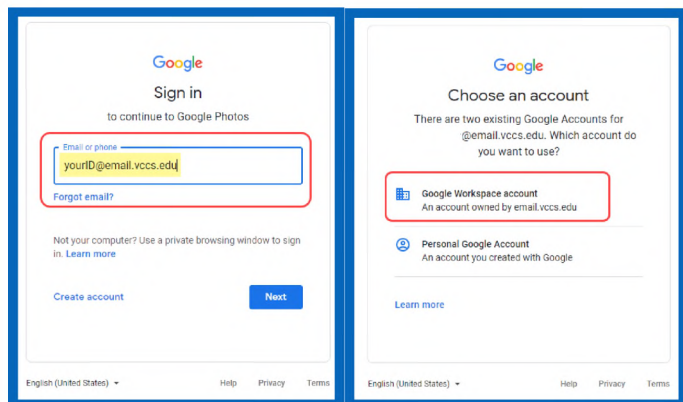 Google
Sign in
to continue to Google Photos
Email or phone
yourID@email.vccs.edu
Forgot email?
Not your computer? Use a private browsing window to sign
in. Learn more
Create account
Next
English (United States)
Help
Privacy
Terms
Google
Choose an account
There are two existing Google Accounts for
@email.vccs.edu. Which account do
you want to use?
Google Workspace account
An account owned by email.vccs.edu
Personal Google Account
An account you created with Google
Learn more
English (United States)
Help
Privacy
Terms